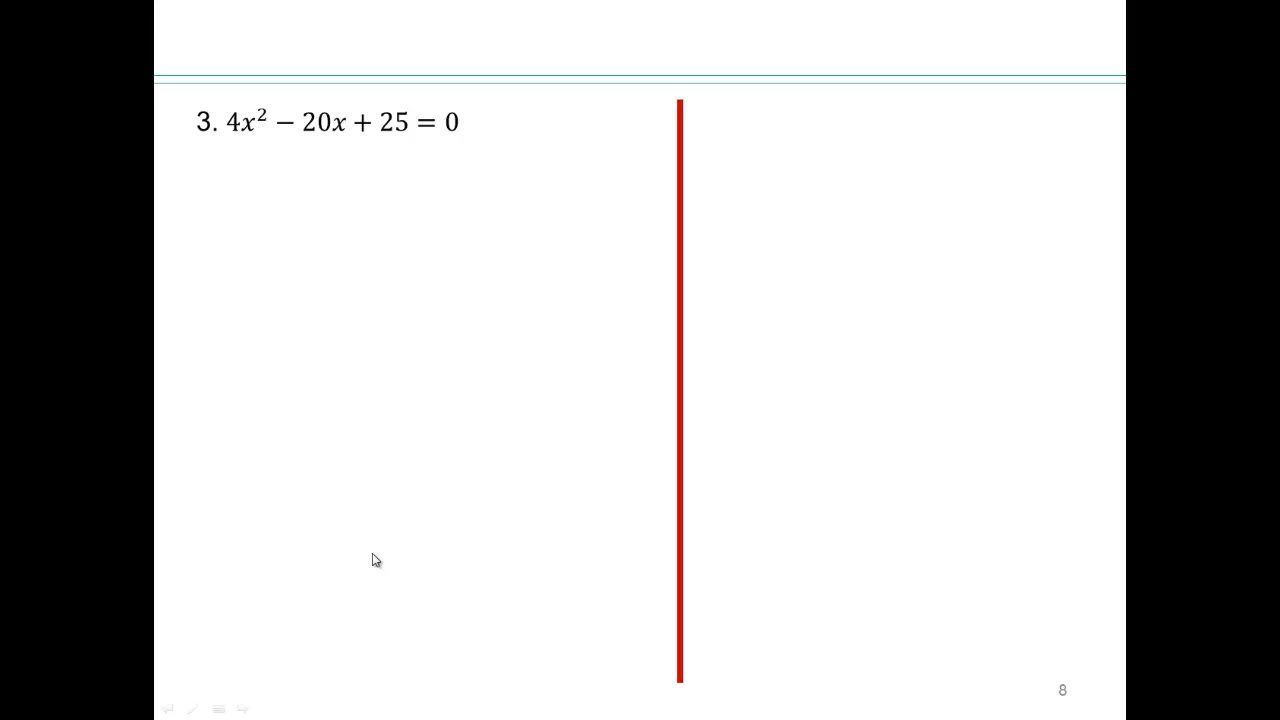 3. 4𝑥² − 20𝑥 + 25 = 0
8